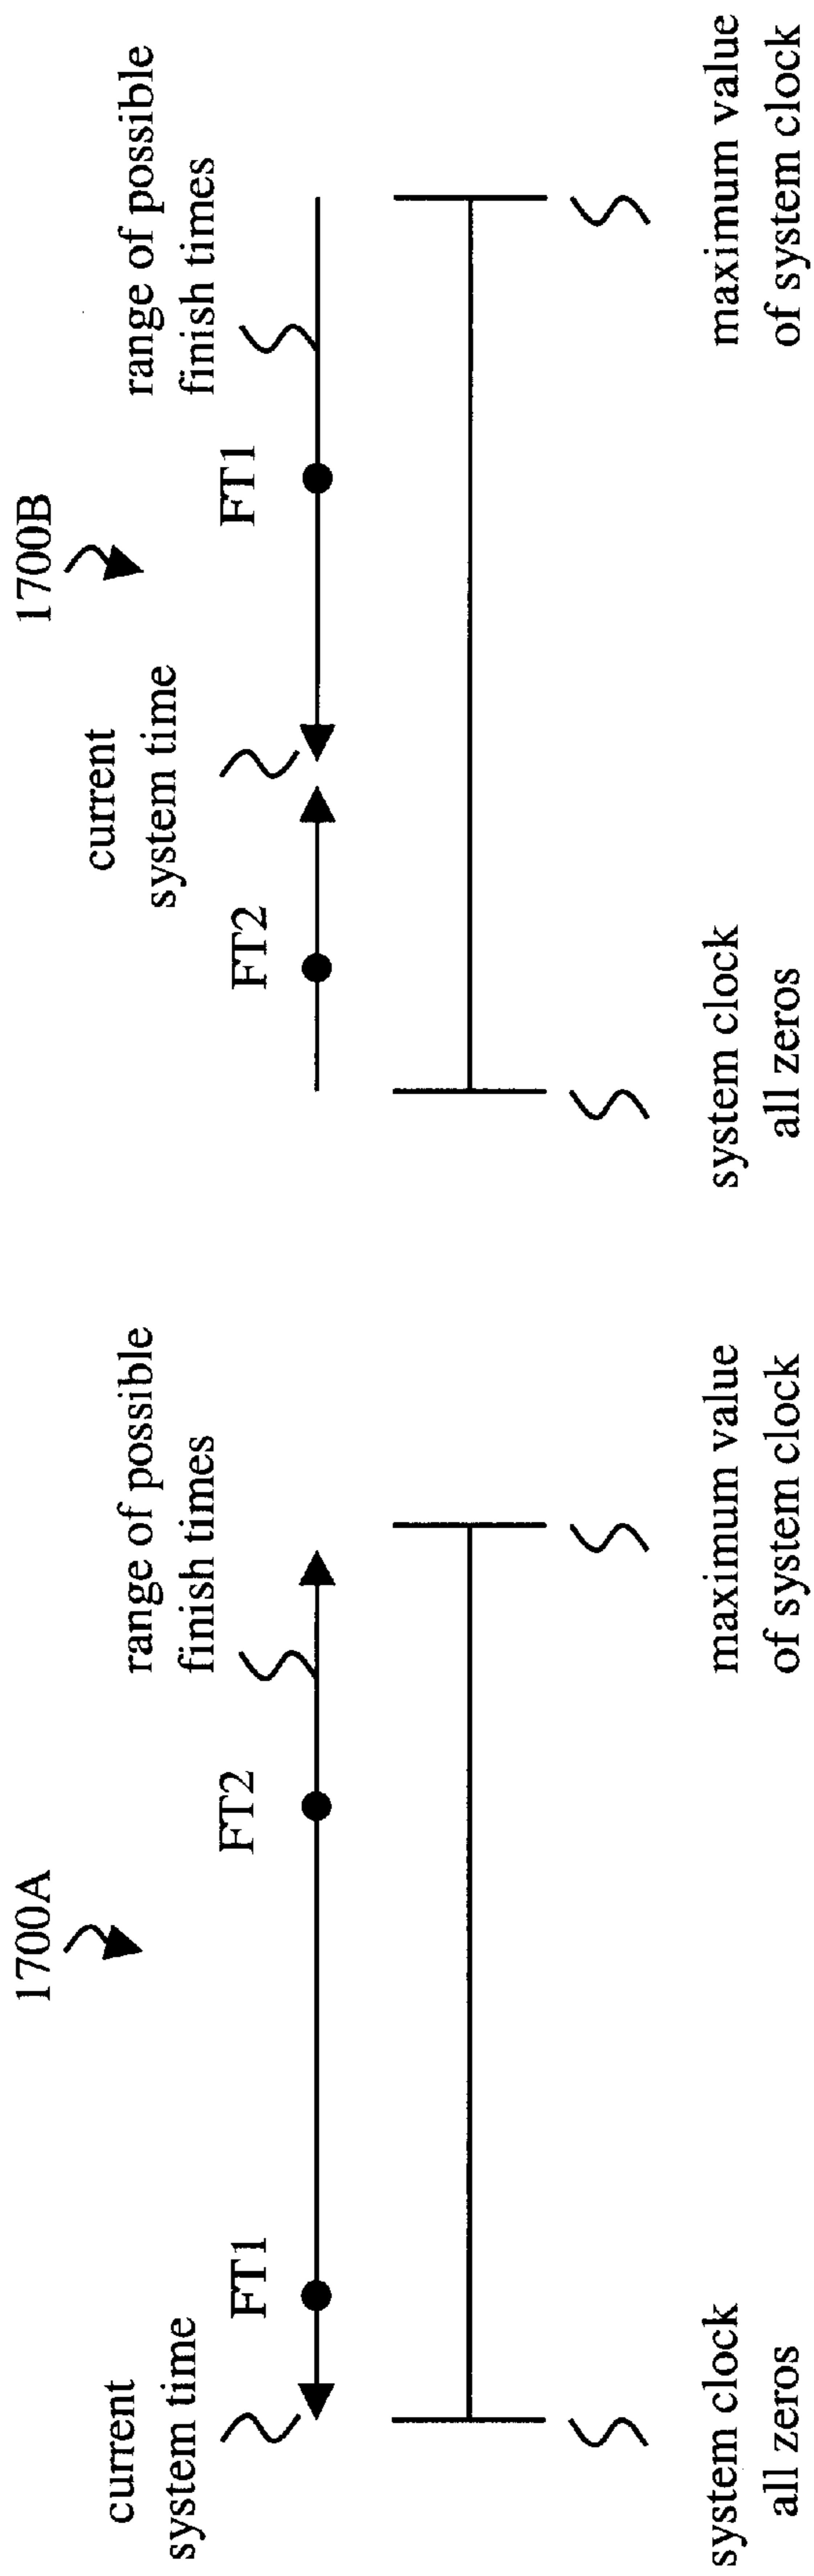 1700A
current
system time
FT1
FT2
range of possible
finish times
system clock
all zeros
maximum value
of system clock
1700B
current
system time
FT2
FT1
range of possible
finish times
system clock
all zeros
maximum value
of system clock